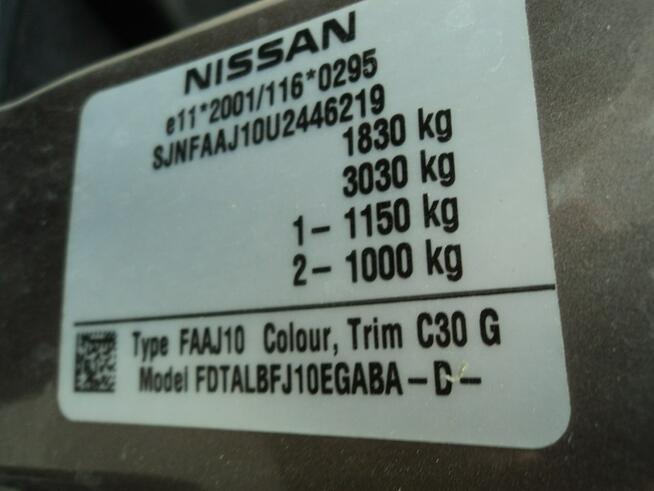 NISSAN
e11*2001/116*0295
SJNFAAJ10U2446219
1830 kg
3030 kg
1- 1150 kg
2- 1000 kg
Type FAAJ10 Colour, Trim C30 G
Model FDTALBFJ10EGABA-D-